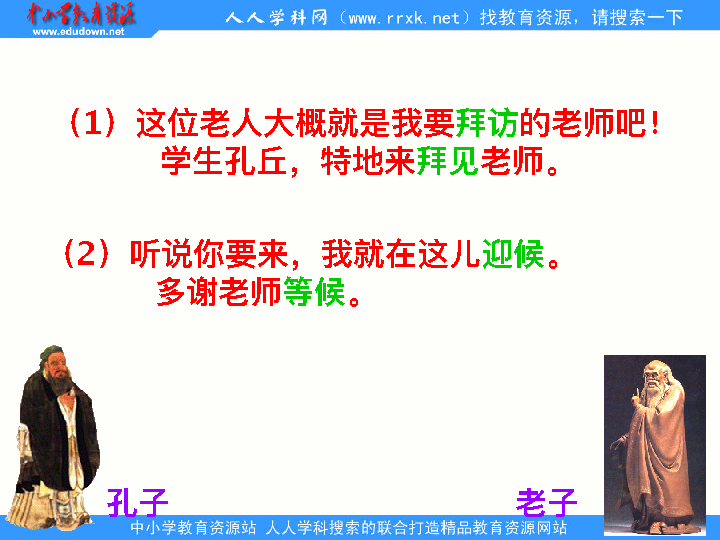 中小学教育资源
www.edudown.net
人人学科网（www.rrxk.net）找教育资源，请搜索一下
（1）这位老人大概就是我要拜访的老师吧！
学生孔丘，特地来拜见老师。
（2）听说你要来，我就在这儿迎候。
多谢老师等候。
孔子
老子
中小学教育资源站 人人学科搜索的联合打造精品教育资源网站